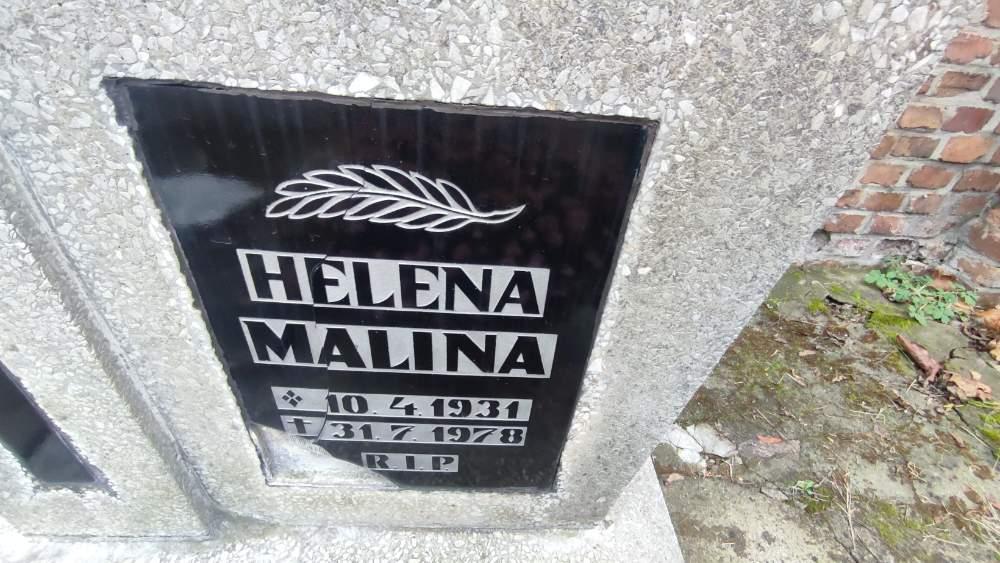 HELENA
MALINA
10.4.1931
✝ 31.7.1978
R.I.P